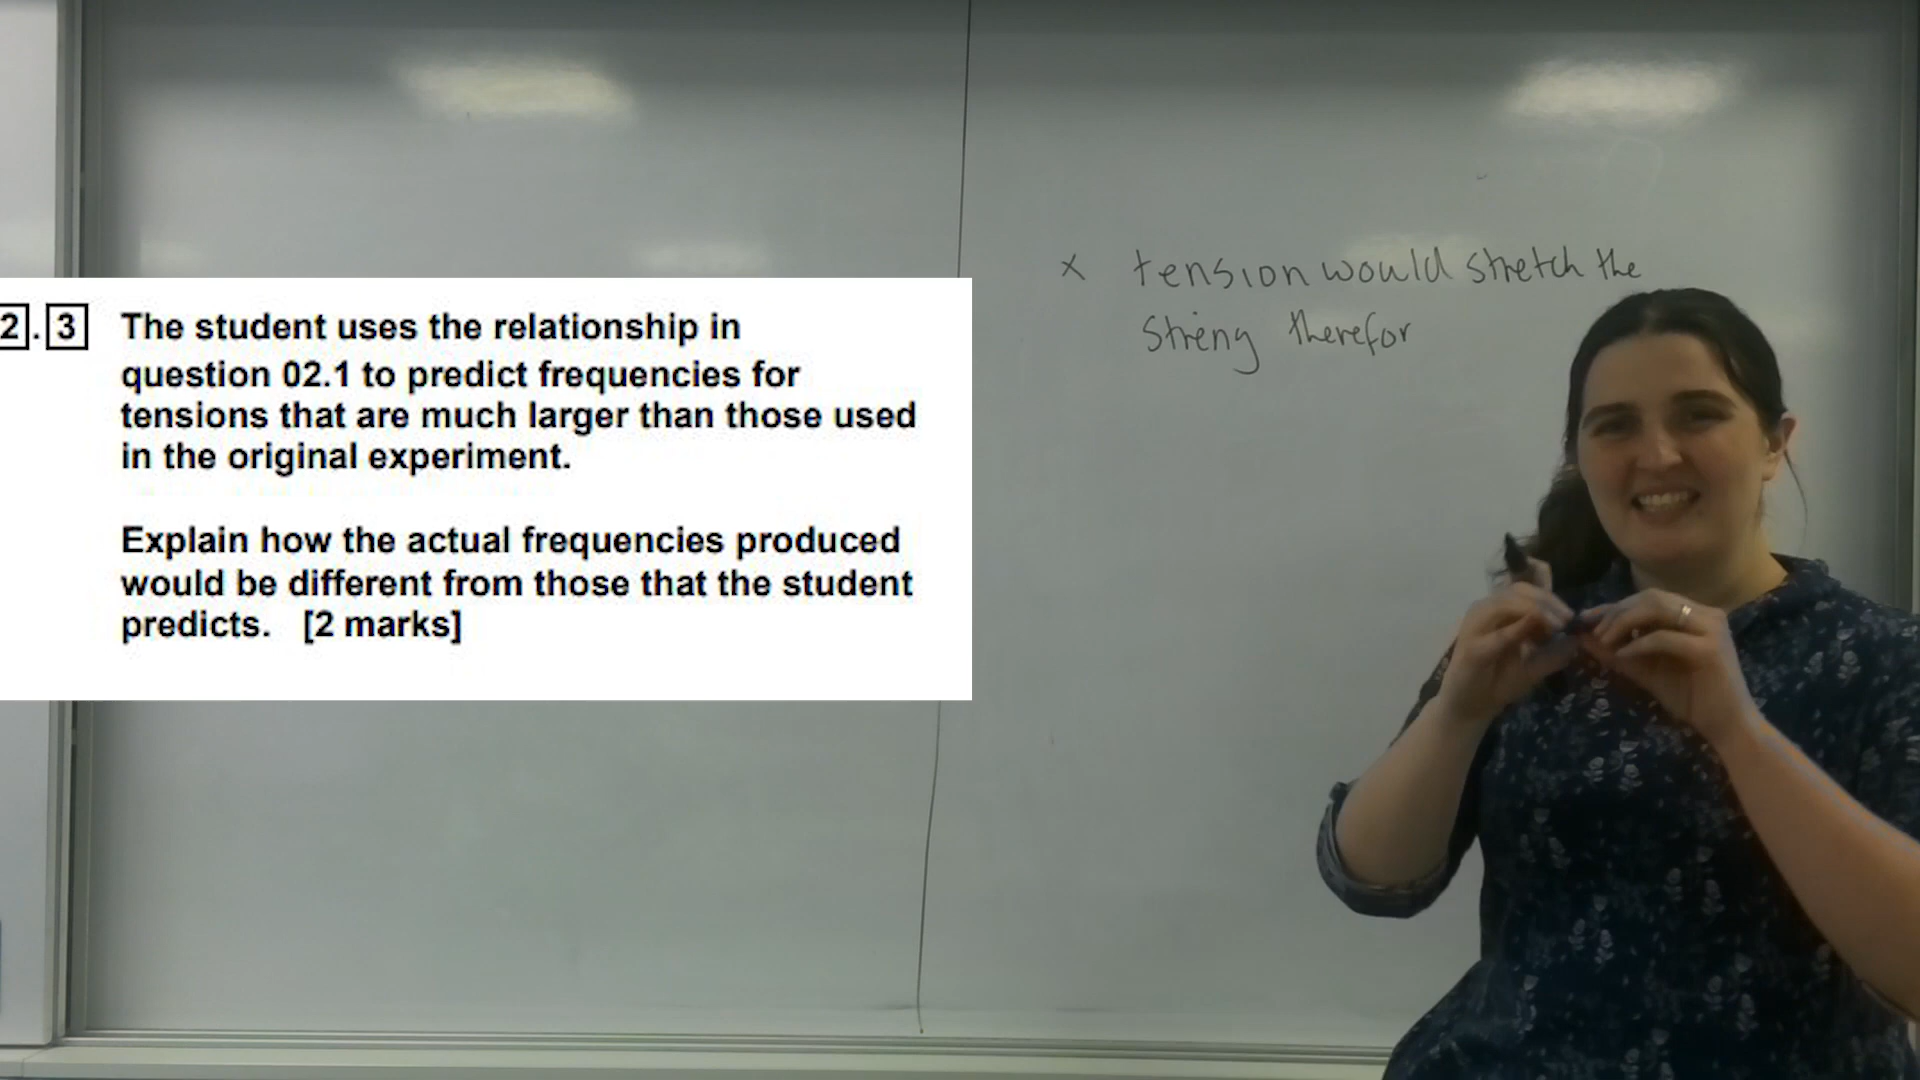 2.3 The student uses the relationship in
question 02.1 to predict frequencies for
tensions that are much larger than those used
in the original experiment.
Explain how the actual frequencies produced
would be different from those that the student
predicts. [2 marks]
x tension would stretch the
streng therefor